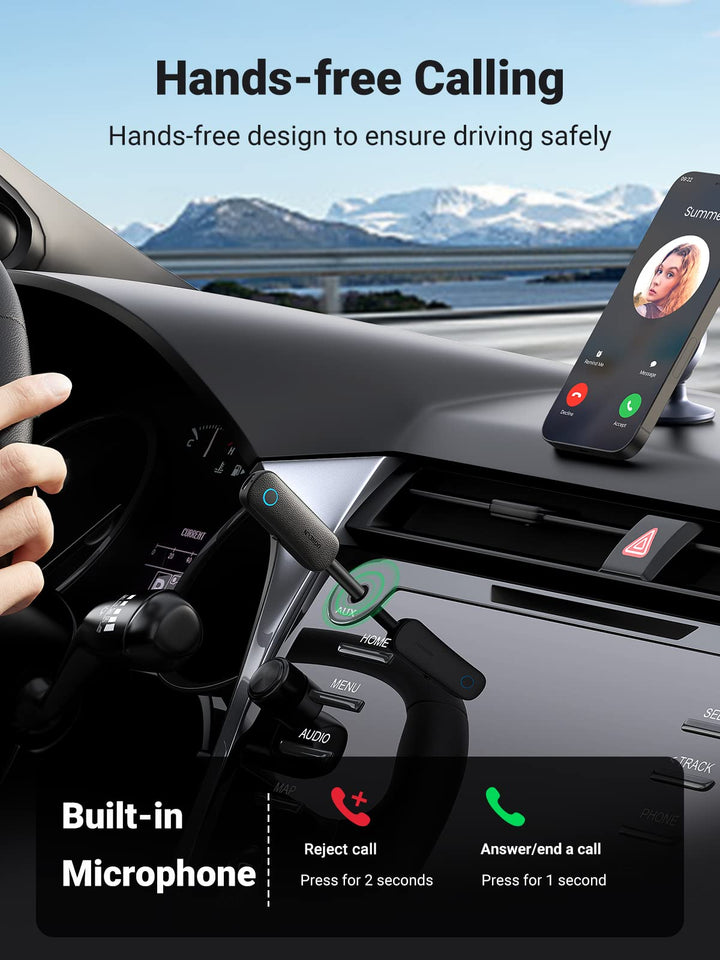 Hands-free Calling
Hands-free design to ensure driving safely
09:32
Summe
Remind Me
Message
Decline
Accept
H
CURRENT
AUX
HOME
MENU
AUDIO
MAP
TRACK
PHONE
Built-in
Microphone
Reject call
Press for 2 seconds
Answer/end a call
Press for 1 second